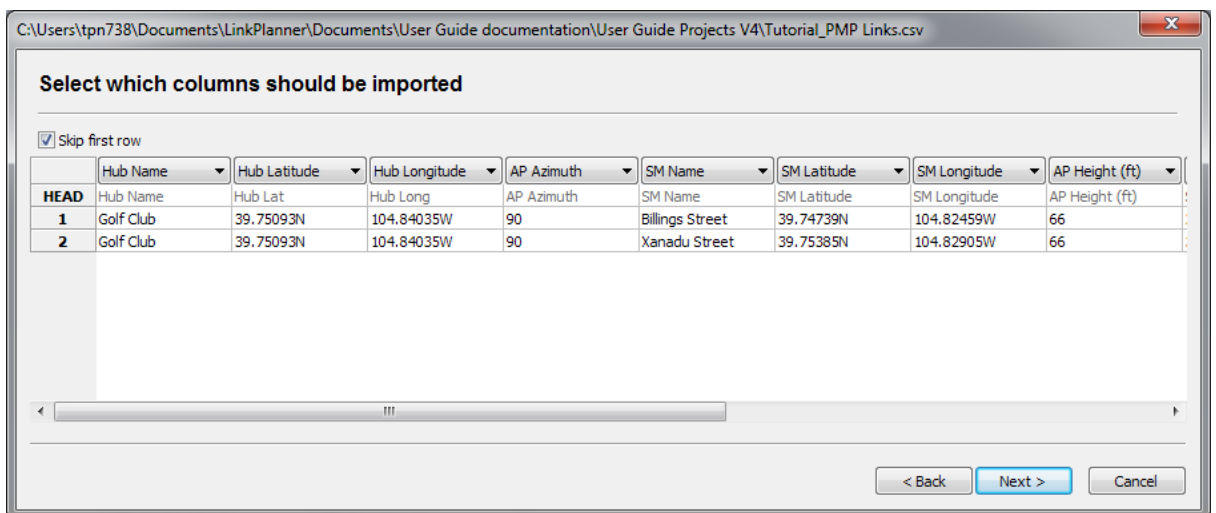 C:\Users\tpn738\Documents\LinkPlanner\Documents\User Guide documentation\User Guide Projects V4\Tutorial_PMP Links.csv
Select which columns should be imported
Skip first row
Hub Name Hub Latitude Hub Longitude AP Azimuth SM Name SM Latitude SM Longitude AP Height (ft)
HEAD Hub Name Hub Lat Hub Long AP Azimuth SM Name SM Latitude SM Longitude AP Height (ft)
1 Golf Club 39.75093N 104.84035W 90 Billings Street 39.74739N 104.82459W 66
2 Golf Club 39.75093N 104.84035W 90 Xanadu Street 39.75385N 104.82905W 66
< Back Next > Cancel